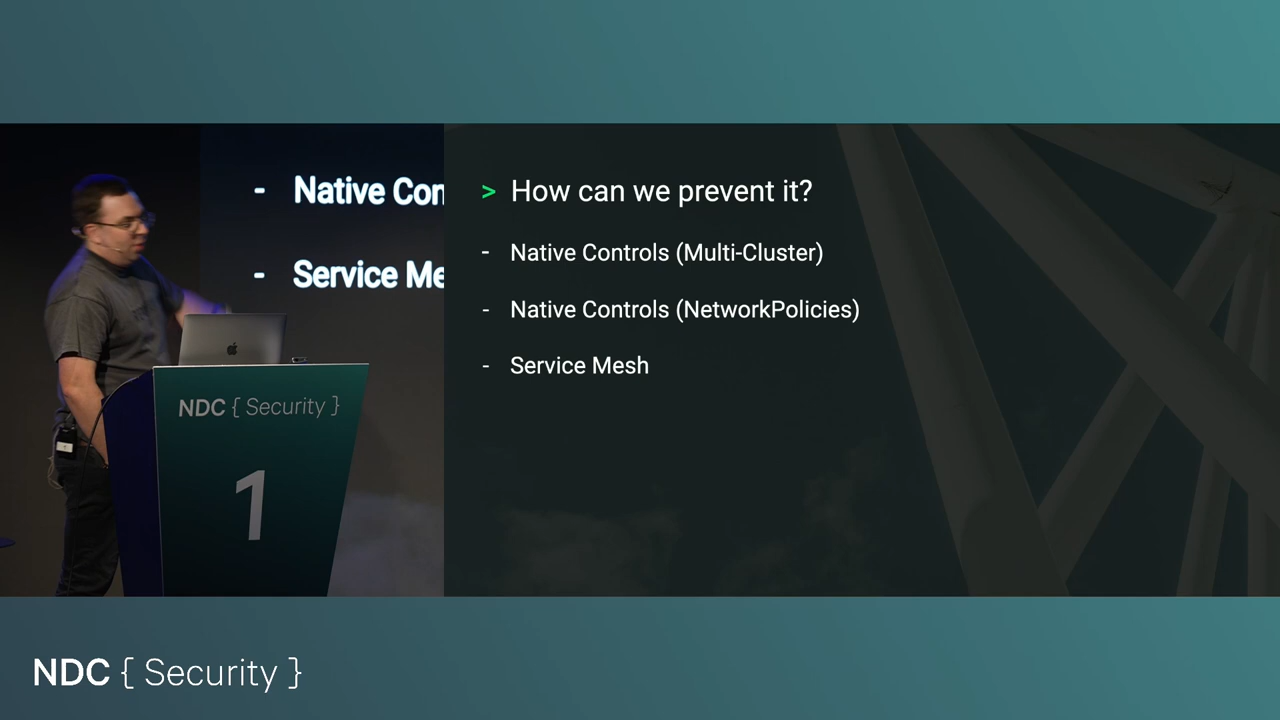 - Native Con
- Service Me
> How can we prevent it?
- Native Controls (Multi-Cluster)
- Native Controls (NetworkPolicies)
- Service Mesh
NDC { Security }
1
NDC { Security }